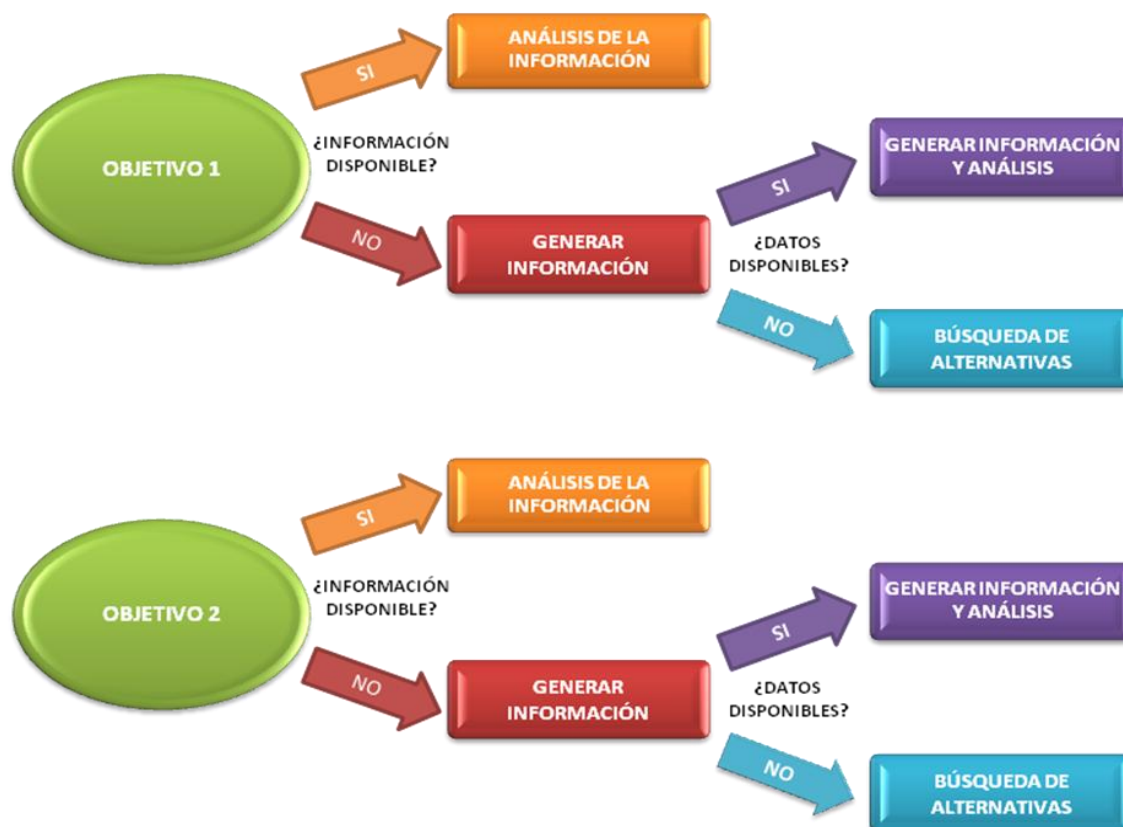 ANÁLISIS DE LA
INFORMACIÓN
SI
¿INFORMACIÓN
DISPONIBLE?
OBJETIVO 1
NO
GENERAR
INFORMACIÓN
GENERAR INFORMACIÓN
Y ANÁLISIS
SI
¿DATOS
DISPONIBLES?
NO
BÚSQUEDA DE
ALTERNATIVAS
ANÁLISIS DE LA
INFORMACIÓN
SI
¿INFORMACIÓN
DISPONIBLE?
OBJETIVO 2
NO
GENERAR
INFORMACIÓN
GENERAR INFORMACIÓN
Y ANÁLISIS
SI
¿DATOS
DISPONIBLES?
NO
BÚSQUEDA DE
ALTERNATIVAS